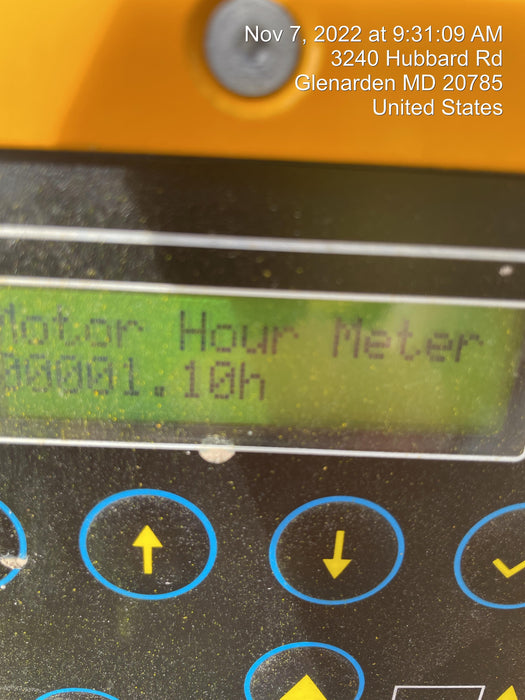 Nov 7, 2022 at 9:31:09 AM
3240 Hubbard Rd
Glenarden MD 20785
United States
Motor Hour Meter
00001.10h